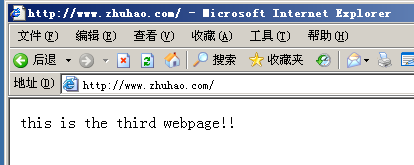 http://www.zhuhao.com/ - Microsoft Internet Explorer
文件(F) 编辑(E) 查看(V) 收藏(A) 工具(T) 帮助(H)
后退 搜索 收藏夹
地址(D) http://www.zhuhao.com/
this is the third webpage!!